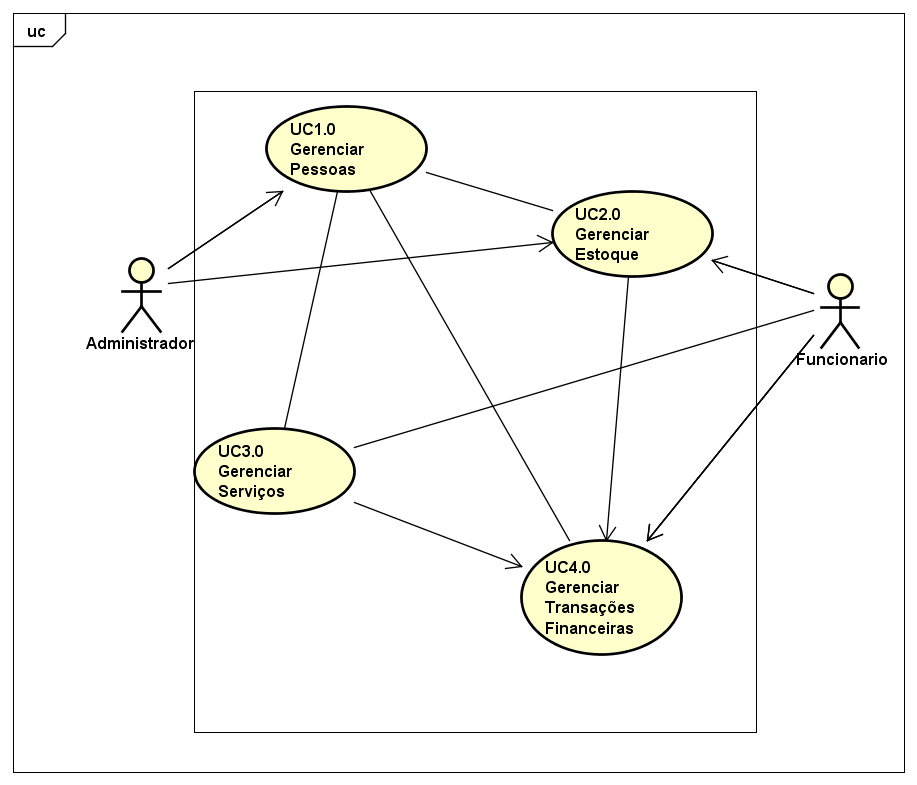 uc
UC1.0
Gerenciar
Pessoas
UC2.0
Gerenciar
Estoque
Administrador
Funcionario
UC3.0
Gerenciar
Serviços
UC4.0
Gerenciar
Transações
Financeiras